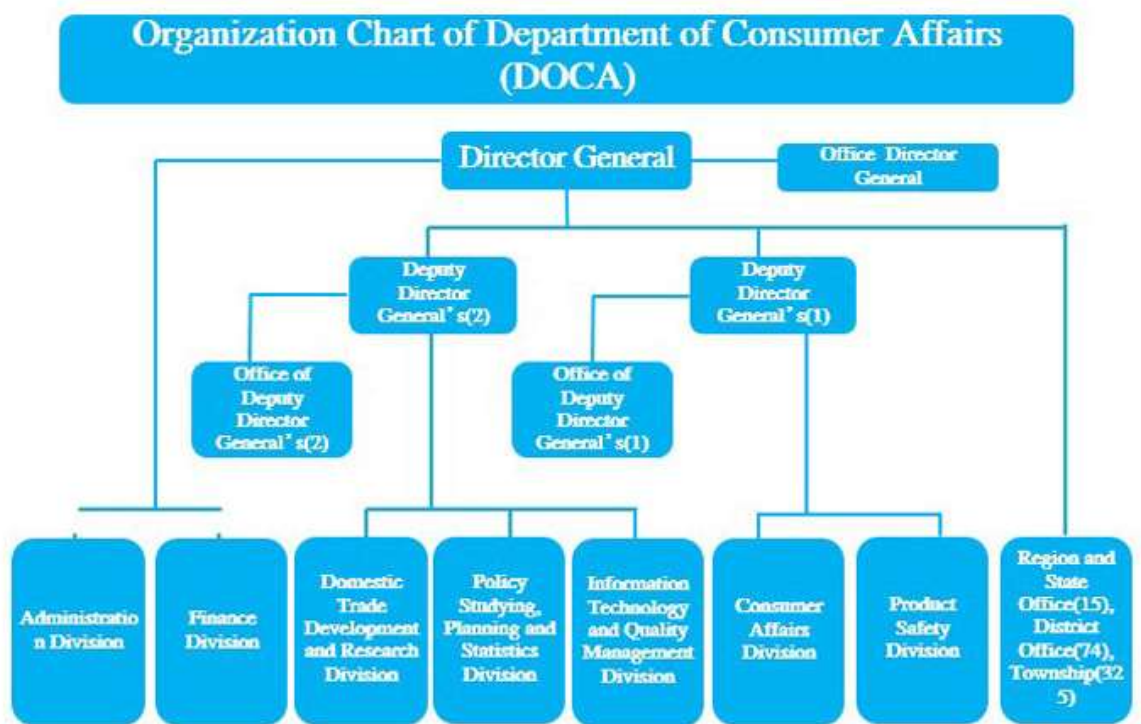 Organization Chart of Department of Consumer Affairs
(DOCA)
Director General
Office Director
General
Deputy
Director
General's(2)
Deputy
Director
General's(1)
Office of
Deputy
Director
General's(2)
Office of
Deputy
Director
General's(1)
Administratio
n Division
Finance
Division
Domestic
Trade
Development
and Research
Division
Policy
Studying,
Planning and
Statistics
Division
Information
Technology
and Quality
Management
Division
Consumer
Affairs
Division
Product
Safety
Division
Region and
State
Office(15),
District
Office(74),
Township(32
5)